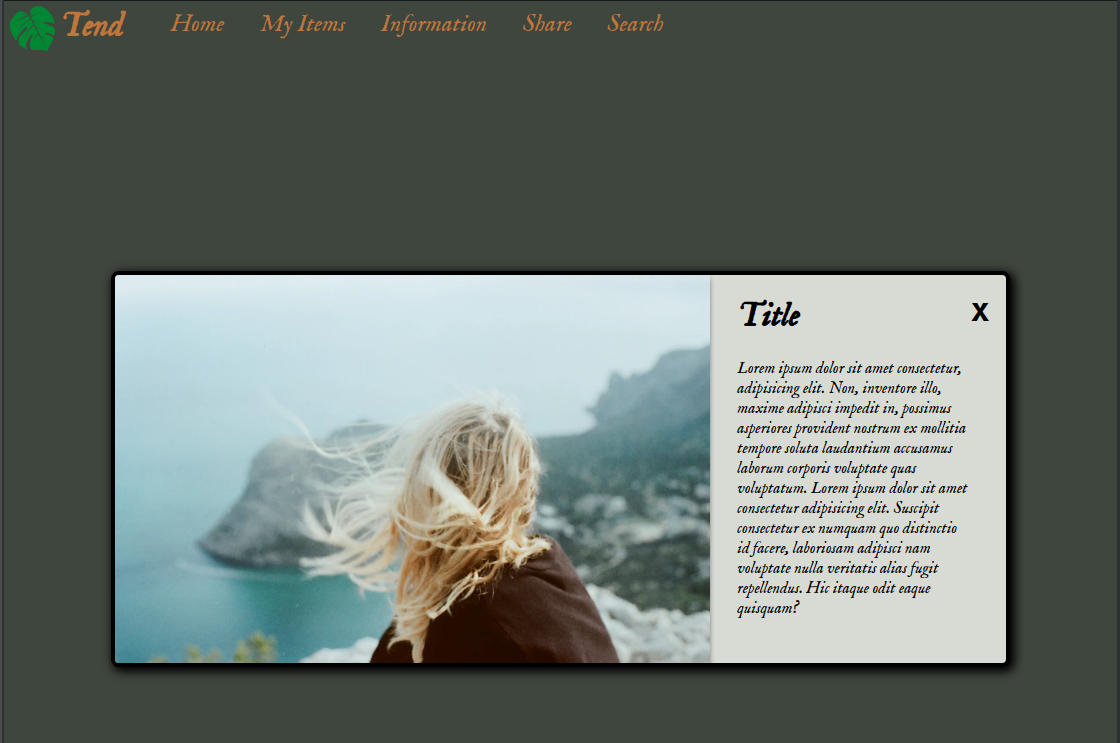 Tend Home My Items Information Share Search
Title X
Lorem ipsum dolor sit amet consectetur,
adipisicing elit. Non, inventore illo,
maxime adipisci impedit in, possimus
asperiores provident nostrum ex mollitia
tempore soluta laudantium accusamus
laborum corporis voluptate quas
voluptatum. Lorem ipsum dolor sit amet
consectetur adipisicing elit. Suscipit
consectetur ex numquam quo distinctio
id facere, laboriosam adipisci nam
voluptate nulla veritatis alias fugit
repellendus. Hic itaque odit eaque
quisquam?